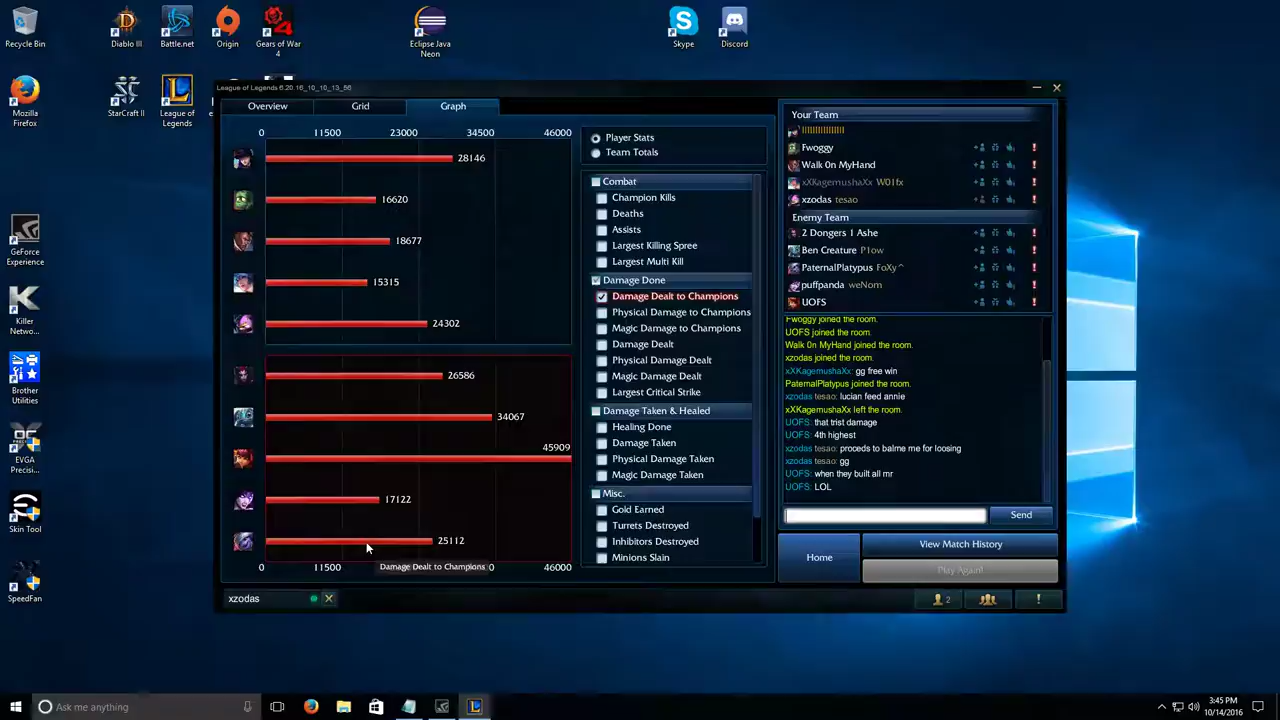 Recycle Bin
Diablo III
Battle.net
Origin
Gears of War
4
Eclipse Java
Neon
Skype
Discord
Mozilla
Firefox
StarCraft II
League of
Legends
GeForce
Experience
Killer
Networ...
Brother
Utilities
EVGA
Precisi...
Skin Tool
SpeedFan
League of Legends 6.20.16_10_10_13_56
Overview
Grid
Graph
0 11500 23000 34500 46000
28146
16620
18677
15315
24302
26586
34067
45909
17122
25112
0 11500 0 46000
Damage Dealt to Champions
Player Stats
Team Totals
Combat
Champion Kills
Deaths
Assists
Largest Killing Spree
Largest Multi Kill
Damage Done
Damage Dealt to Champions
Physical Damage to Champions
Magic Damage to Champions
Damage Dealt
Physical Damage Dealt
Magic Damage Dealt
Largest Critical Strike
Damage Taken & Healed
Healing Done
Damage Taken
Physical Damage Taken
Magic Damage Taken
Misc.
Gold Earned
Turrets Destroyed
Inhibitors Destroyed
Minions Slain
Your Team
Fwoggy
Walk 0n MyHand
xXKagemushaXx W01fx
xzodas tesao
Enemy Team
2 Dongers 1 Ashe
Ben Creature P1ow
PaternalPlatypus FoXy^
puffpanda weNom
UOFS
Fwoggy joined the room.
UOFS joined the room.
Walk 0n MyHand joined the room.
xzodas joined the room.
xXKagemushaXx: gg free win
PaternalPlatypus joined the room.
xzodas tesao: lucian feed annie
xXKagemushaXx left the room.
UOFS: that trist damage
UOFS: 4th highest
xzodas tesao: proceds to balme me for loosing
xzodas tesao: gg
UOFS: when they built all mr
UOFS: LOL
Send
Home
View Match History
Play Again!
xzodas
2
Ask me anything
3:45 PM
10/14/2016